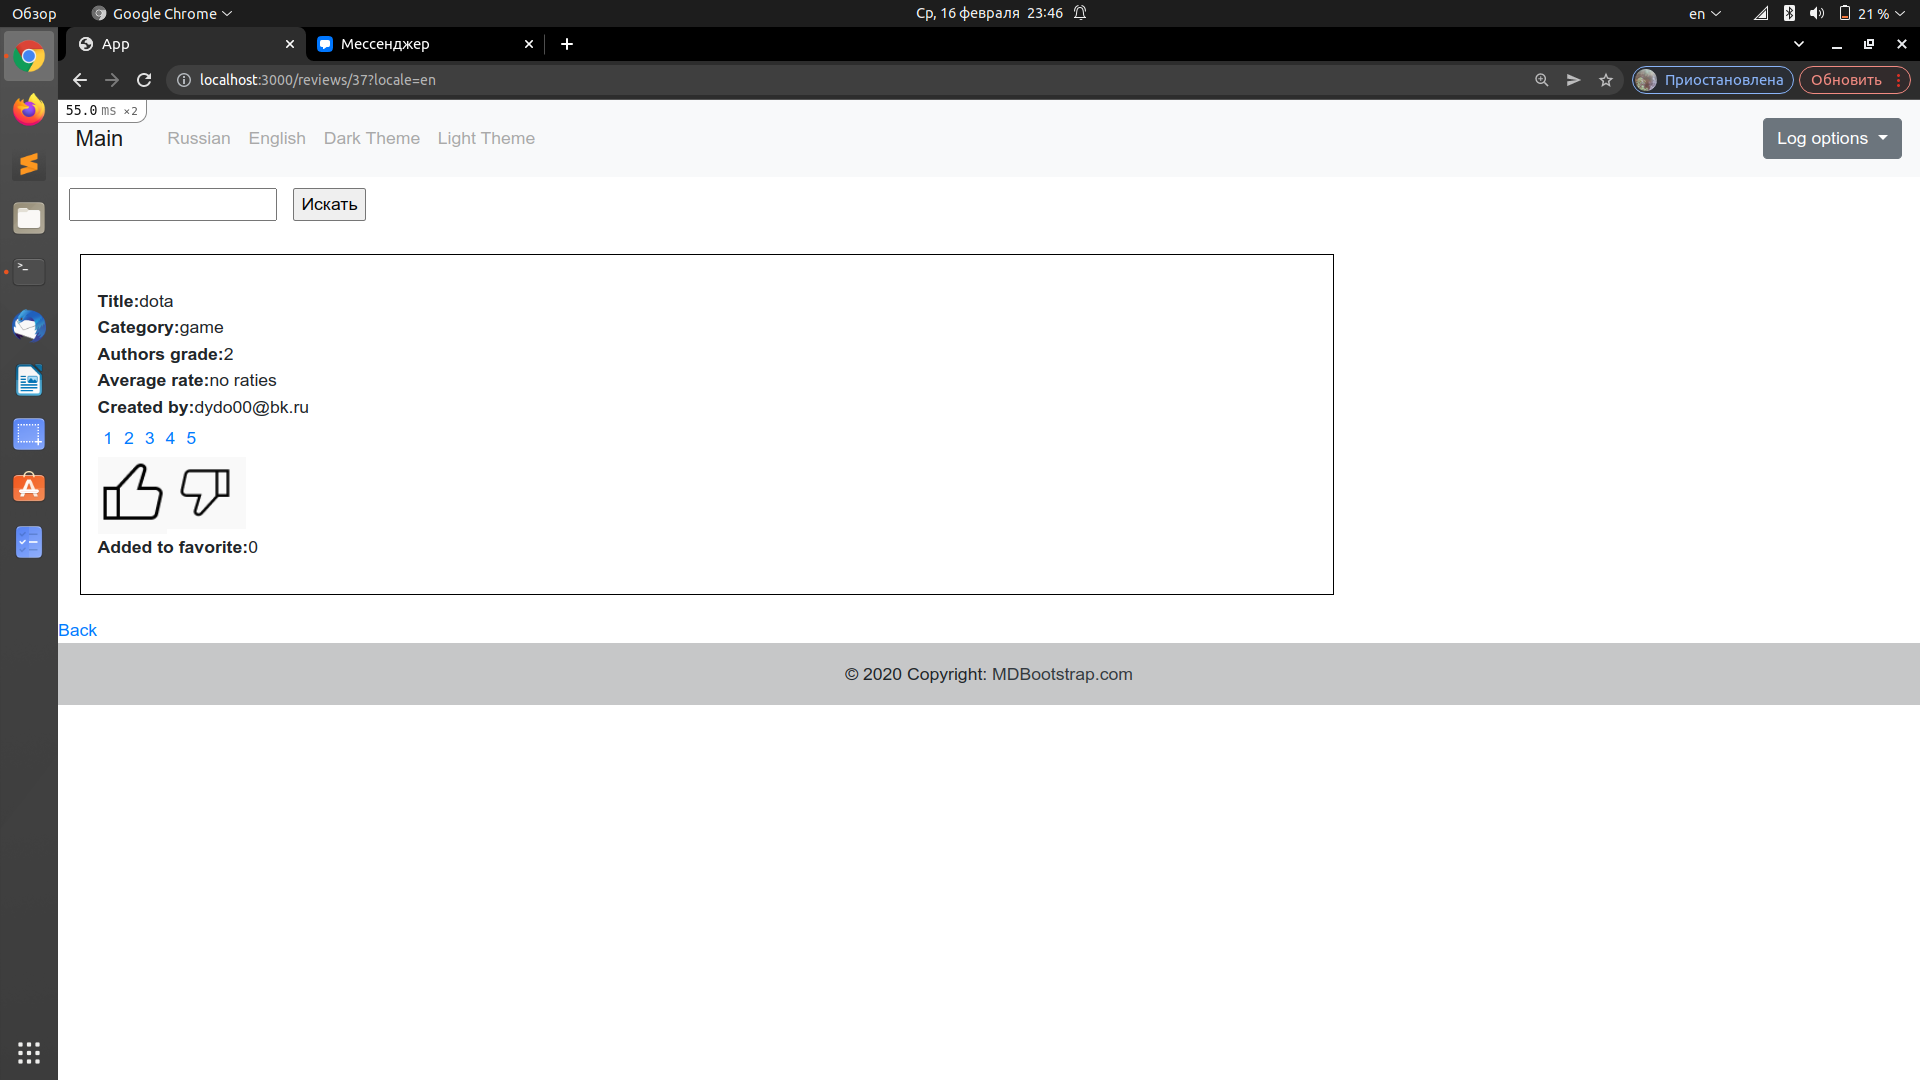 Обзор
Google Chrome
Ср, 16 февраля 23:46
en
21 %
App
Мессенджер
localhost:3000/reviews/37?locale=en
Приостановлена
Обновить
55.0 ms ×2
Main
Russian
English
Dark Theme
Light Theme
Log options
Искать
Title:dota
Category:game
Authors grade:2
Average rate:no raties
Created by:dydo00@bk.ru
1 2 3 4 5
Added to favorite:0
Back
© 2020 Copyright: MDBootstrap.com